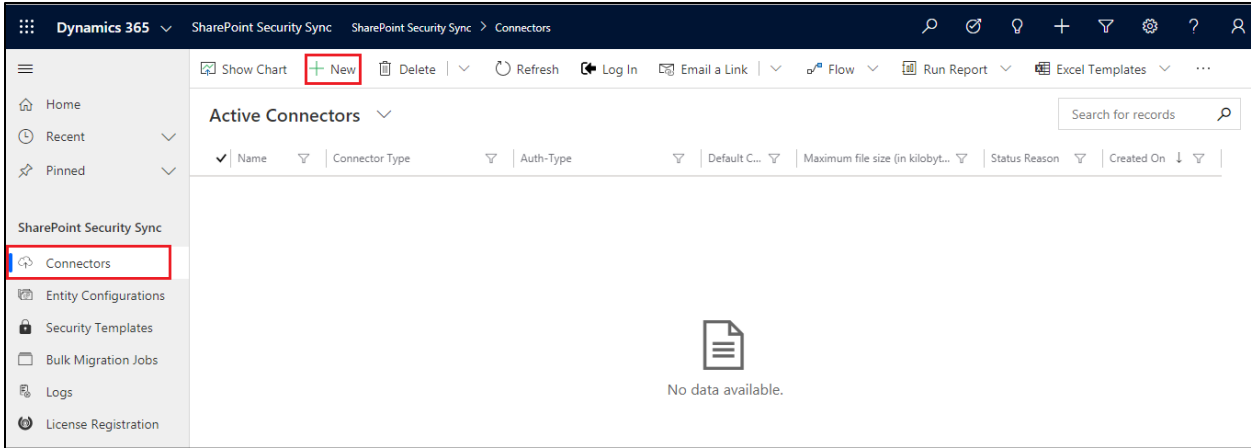 Dynamics 365 SharePoint Security Sync SharePoint Security Sync > Connectors ?
Show Chart + New Delete Refresh Log In Email a Link Flow Run Report Excel Templates ...
Home
Recent
Pinned
SharePoint Security Sync
Connectors
Entity Configurations
Security Templates
Bulk Migration Jobs
Logs
License Registration
Active Connectors
Search for records
Name Connector Type Auth-Type Default C... Maximum file size (in kilobyt... Status Reason Created On ↓
No data available.